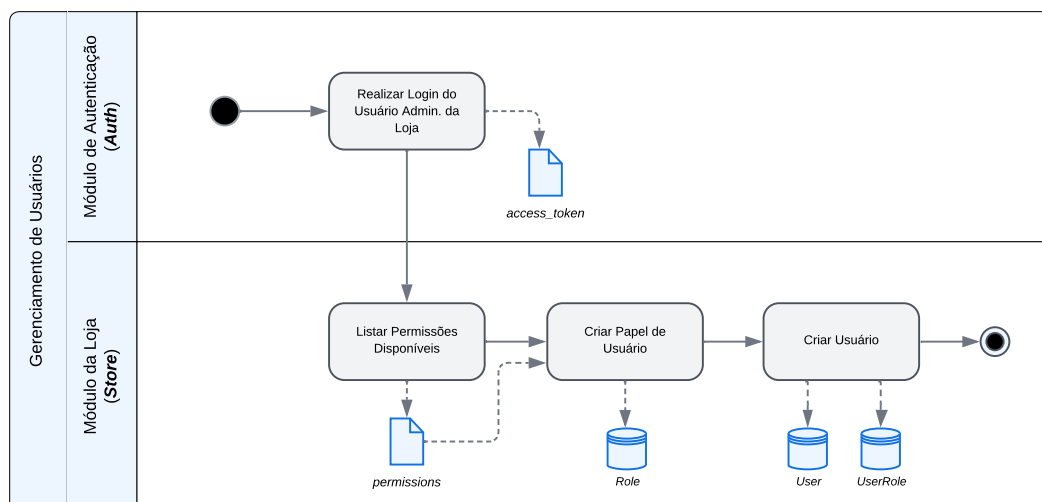 Gerenciamento de Usuários
Módulo de Autenticação
(Auth)
Realizar Login do
Usuário Admin. da
Loja
access_token
Módulo da Loja
(Store)
Listar Permissões
Disponíveis
Criar Papel de
Usuário
Criar Usuário
permissions
Role
User
UserRole